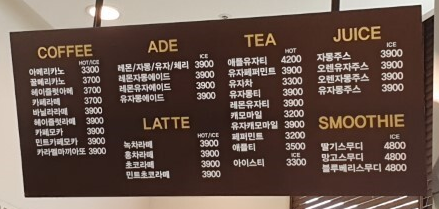 COFFEE
HOT/ICE
아메리카노 3300
꿀메리카노 3700
헤이즐럿아메 3700
카페라떼 3700
바닐라라떼 3900
헤이즐럿라떼 3900
카페모카 3900
민트카페모카 3900
카라멜마끼아또 3900
ADE
ICE
레몬/자몽/유자/체리 3900
레몬자몽에이드 3900
레몬유자에이드 3900
유자몽에이드 3900
LATTE
HOT/ICE
녹차라떼 3900
홍차라떼 3900
초코라떼 3900
민트초코라떼 3900
TEA
HOT
애플유자티 4200
유자페퍼민트 3900
유자차 3300
유자몽티 3900
레몬유자티 3900
캐모마일 3200
유자캐모마일 3900
페퍼민트 3200
애플티 3500
ICE
아이스티 3300
JUICE
ICE
자몽주스 3900
오렌유자주스 3900
오렌자몽주스 3900
유자몽주스 3900
SMOOTHIE
ICE
딸기스무디 4800
망고스무디 4800
블루베리스무디 4800